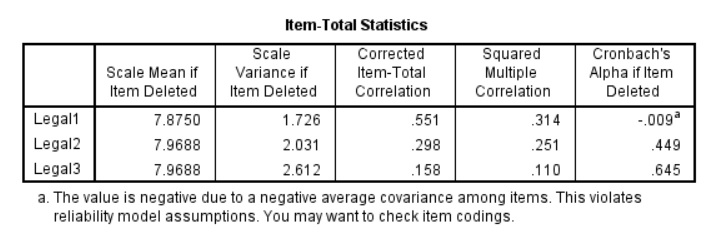 Item-Total Statistics
Scale Mean if Item Deleted Scale Variance if Item Deleted Corrected Item-Total Correlation Squared Multiple Correlation Cronbach's Alpha if Item Deleted
Legal1 7.8750 1.726 .551 .314 -.009a
Legal2 7.9688 2.031 .298 .251 .449
Legal3 7.9688 2.612 .158 .110 .645
a. The value is negative due to a negative average covariance among items. This violates
reliability model assumptions. You may want to check item codings.